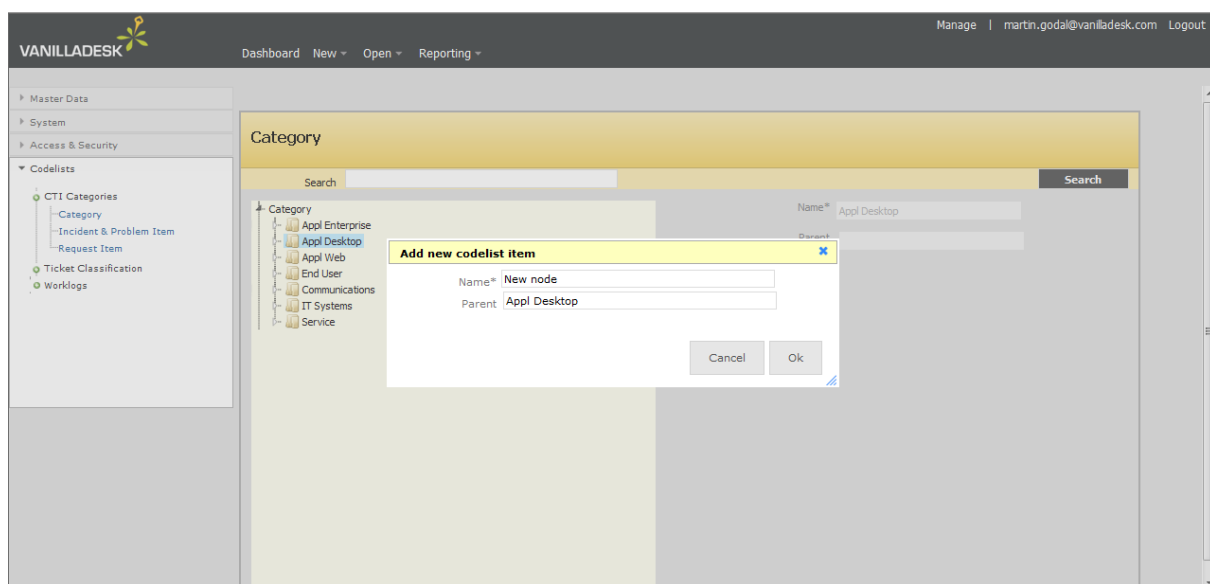 Manage | martin.godal@vanilladesk.com Logout
VANILLADESK
Dashboard New Open Reporting
Master Data
System
Access & Security
Codelists
CTI Categories
Category
Incident & Problem Item
Request Item
Ticket Classification
Worklogs
Category
Search
Search
Category
Appl Enterprise
Appl Desktop
Appl Web
End User
Communications
IT Systems
Service
Name* Appl Desktop
Parent
Add new codelist item
Name* New node
Parent Appl Desktop
Cancel Ok